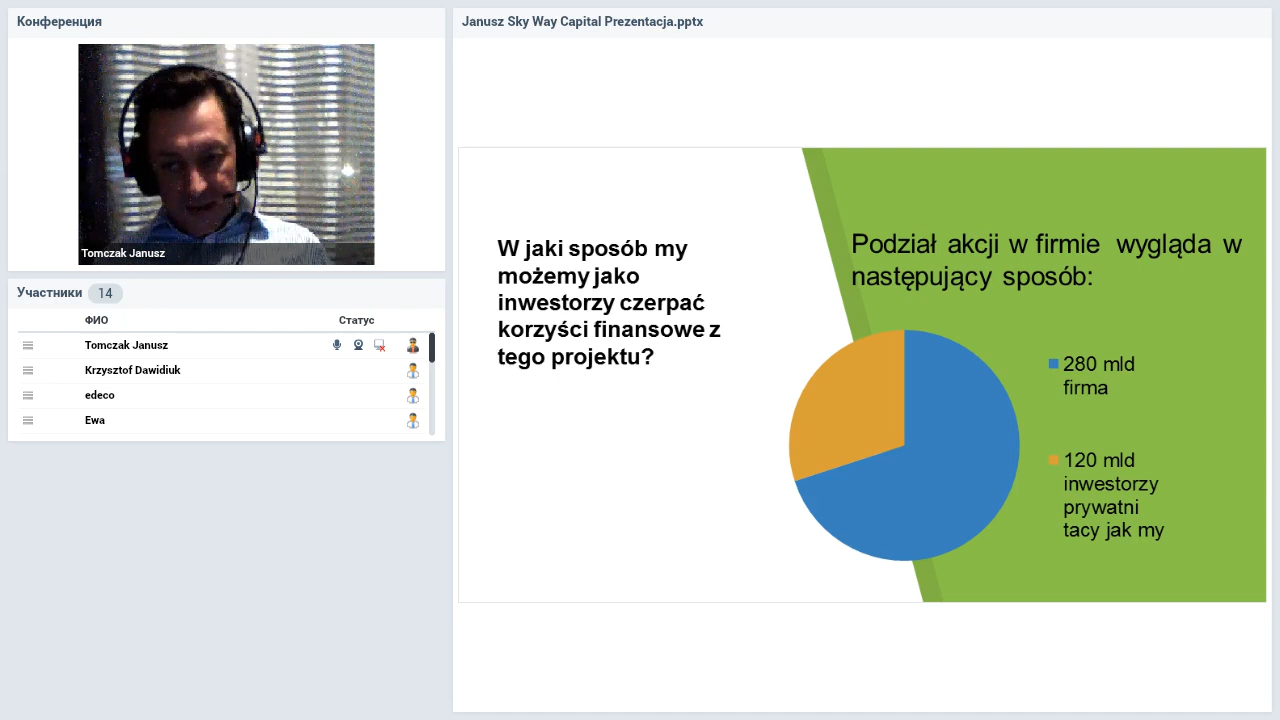 Конференция
Tomczak Janusz
Участники 14
ФИО Статус
Tomczak Janusz
Krzysztof Dawidiuk
edeco
Ewa
Janusz Sky Way Capital Prezentacja.pptx
W jaki sposób my
możemy jako
inwestorzy czerpać
korzyści finansowe z
tego projektu?
Podział akcji w firmie wygląda w
następujący sposób:
280 mld
firma
120 mld
inwestorzy
prywatni
tacy jak my